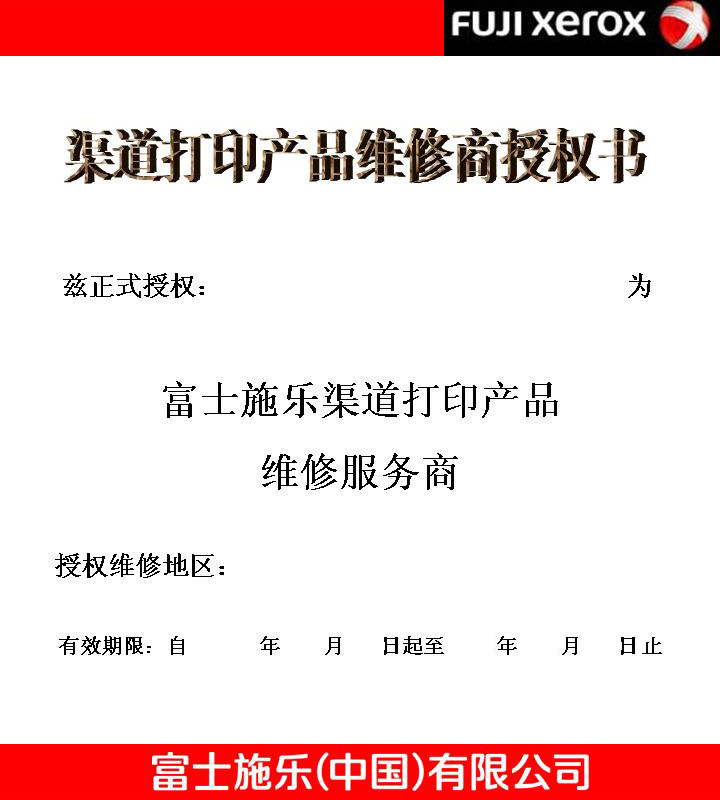 FUJI xerox
渠道打印产品维修商授权书
兹正式授权： 为
富士施乐渠道打印产品
维修服务商
授权维修地区：
有效期限：自 年 月 日起至 年 月 日止
富士施乐(中国)有限公司